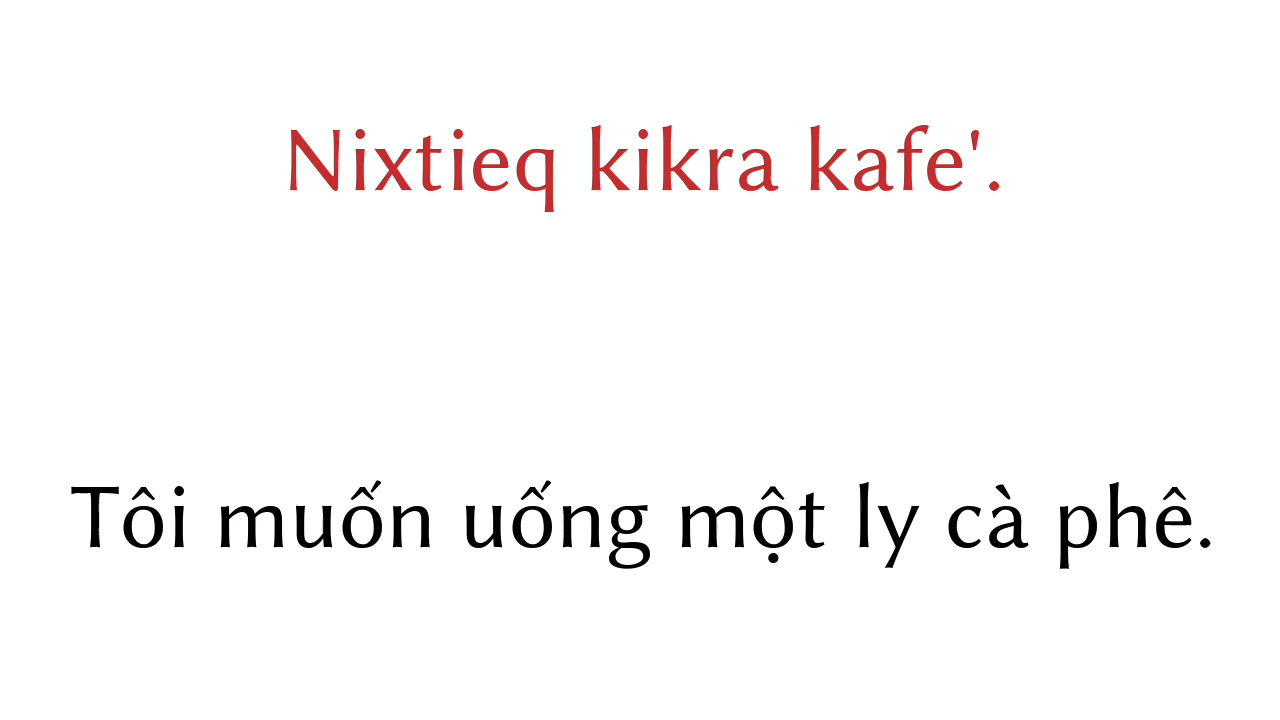 Nixtieq kikra kafe'.
Tôi muốn uống một ly cà phê.